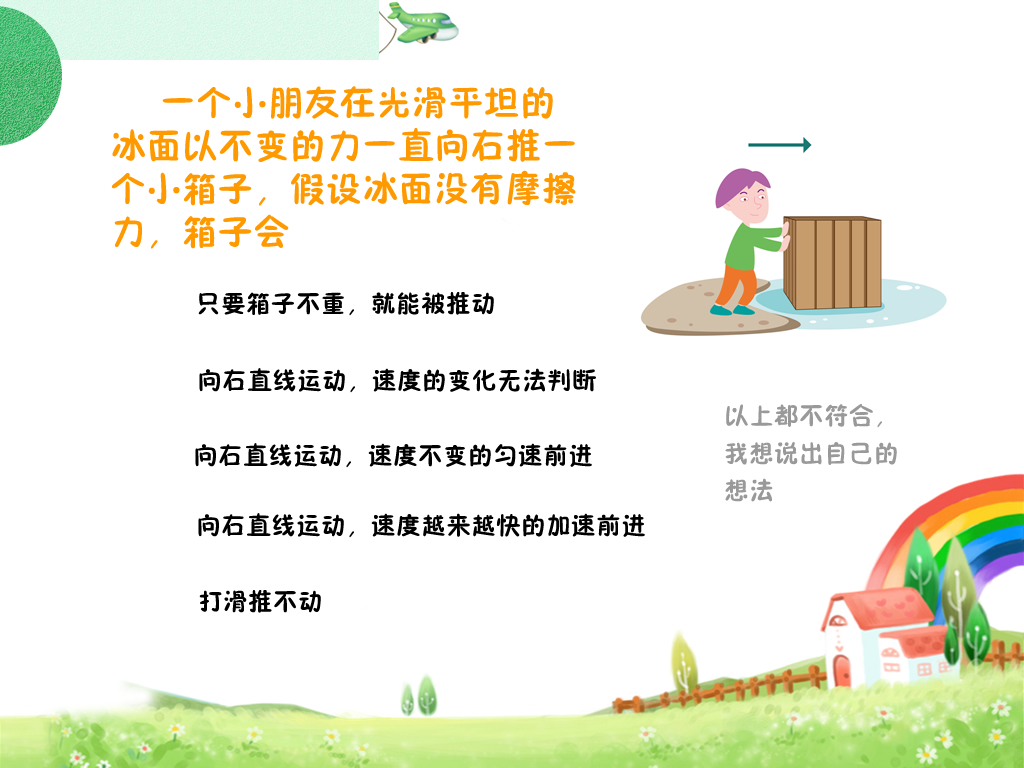 一个小朋友在光滑平坦的
冰面以不变的力一直向右推一
个小箱子，假设冰面没有摩擦
力，箱子会
只要箱子不重，就能被推动
向右直线运动，速度的变化无法判断
向右直线运动，速度不变的匀速前进
向右直线运动，速度越来越快的加速前进
打滑推不动
以上都不符合，
我想说出自己的
想法